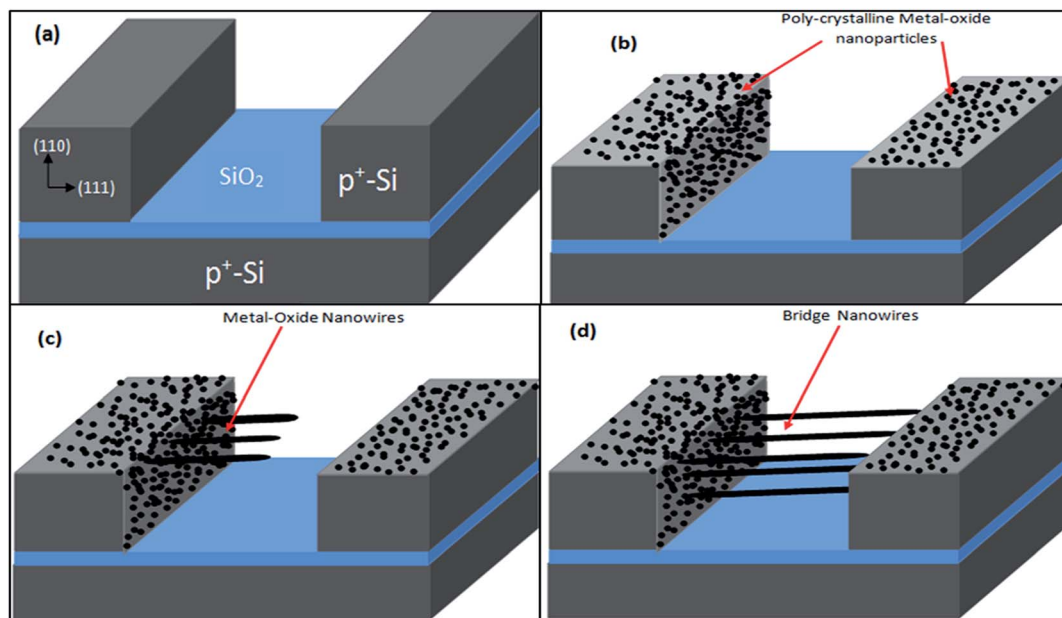 (a)
(110)
(111)
SiO₂
p⁺-Si
p⁺-Si
(b)
Poly-crystalline Metal-oxide
nanoparticles
(c)
Metal-Oxide Nanowires
(d)
Bridge Nanowires